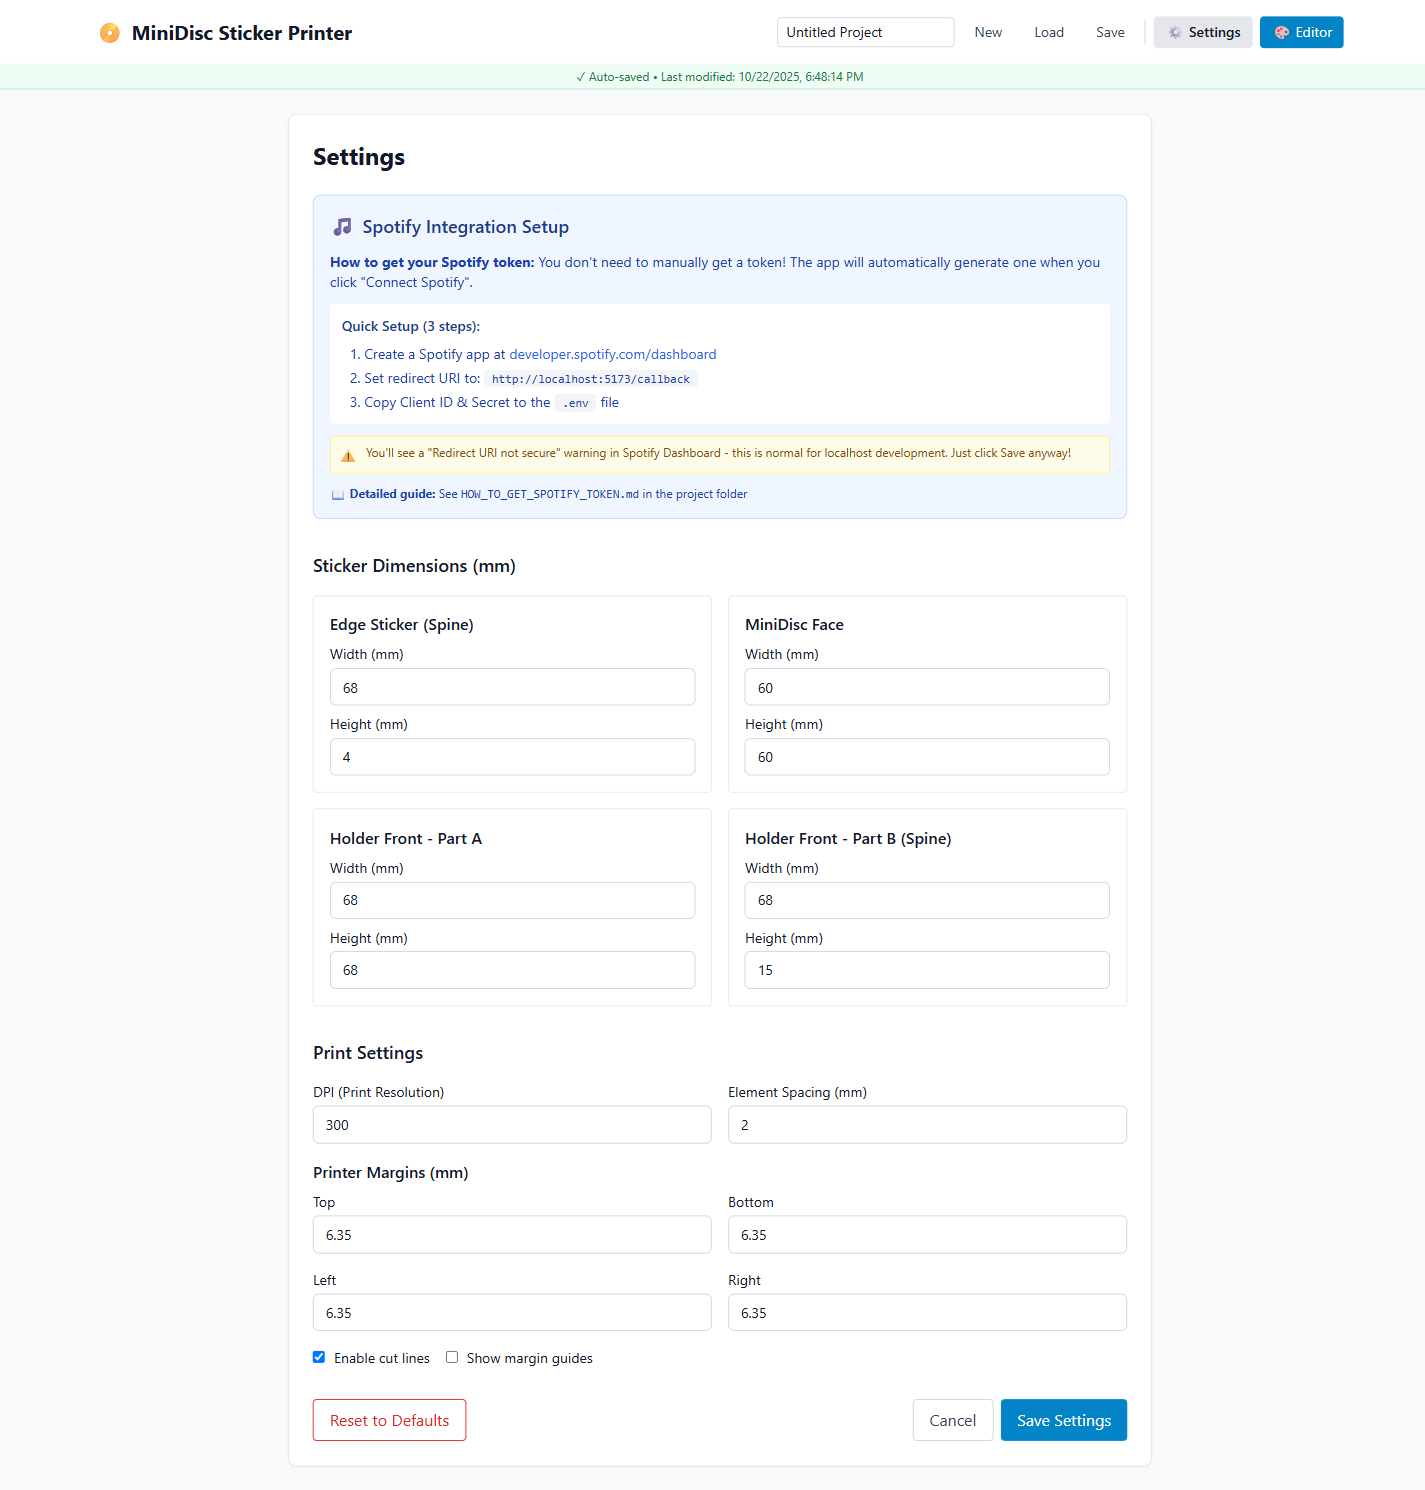 MiniDisc Sticker Printer
Untitled Project
New
Load
Save
Settings
Editor
✓ Auto-saved • Last modified: 10/22/2025, 6:48:14 PM
Settings
Spotify Integration Setup
How to get your Spotify token: You don't need to manually get a token! The app will automatically generate one when you
click "Connect Spotify".
Quick Setup (3 steps):
1. Create a Spotify app at developer.spotify.com/dashboard
2. Set redirect URI to: http://localhost:5173/callback
3. Copy Client ID & Secret to the .env file
You'll see a "Redirect URI not secure" warning in Spotify Dashboard - this is normal for localhost development. Just click Save anyway!
Detailed guide: See HOW_TO_GET_SPOTIFY_TOKEN.md in the project folder
Sticker Dimensions (mm)
Edge Sticker (Spine)
Width (mm)
68
Height (mm)
4
MiniDisc Face
Width (mm)
60
Height (mm)
60
Holder Front - Part A
Width (mm)
68
Height (mm)
68
Holder Front - Part B (Spine)
Width (mm)
68
Height (mm)
15
Print Settings
DPI (Print Resolution)
300
Element Spacing (mm)
2
Printer Margins (mm)
Top
6.35
Bottom
6.35
Left
6.35
Right
6.35
Enable cut lines
Show margin guides
Reset to Defaults
Cancel
Save Settings